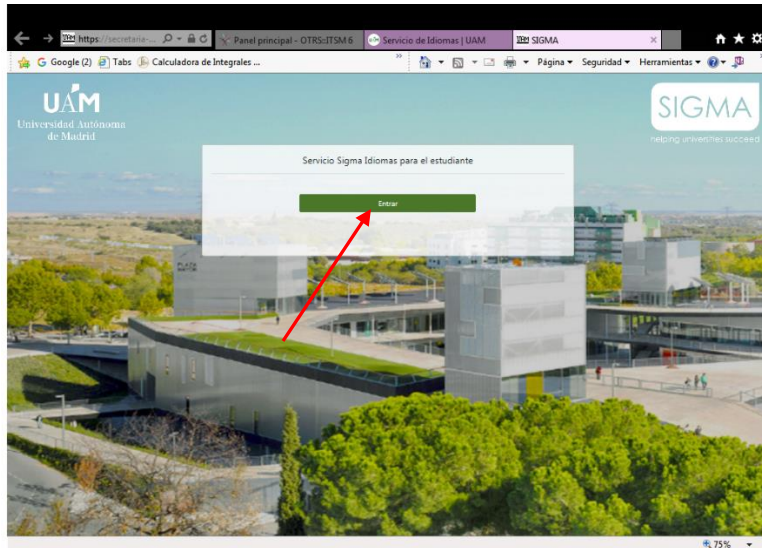 https://secretaria-...
Panel principal - OTRS::ITSM 6
Servicio de Idiomas | UAM
SIGMA
Google (2)
Tabs
Calculadora de Integrales ...
Página
Seguridad
Herramientas
UAM
Universidad Autónoma
de Madrid
SIGMA
helping universities succeed
Servicio Sigma Idiomas para el estudiante
Entrar
PLAZA
MAYOR
75%